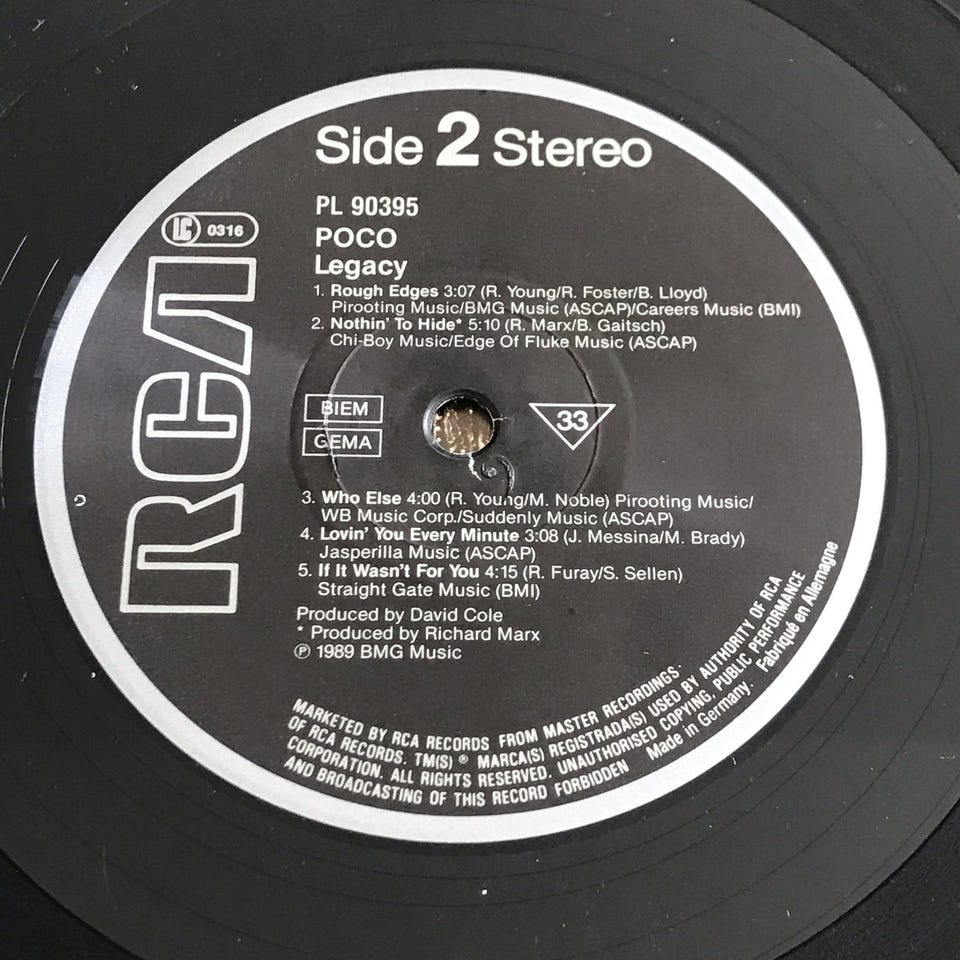 Side 2 Stereo
PL 90395
LC 0316
POCO
Legacy
RCA
1. Rough Edges 3:07 (R. Young/R. Foster/B. Lloyd)
Pirooting Music/BMG Music (ASCAP)/Careers Music (BMI)
2. Nothin' To Hide* 5:10 (R. Marx/B. Gaitsch)
Chi-Boy Music/Edge Of Fluke Music (ASCAP)
BIEM
GEMA
33
3. Who Else 4:00 (R. Young/M. Noble) Pirooting Music/
WB Music Corp./Suddenly Music (ASCAP)
4. Lovin' You Every Minute 3:08 (J. Messina/M. Brady)
Jasperilla Music (ASCAP)
5. If It Wasn't For You 4:15 (R. Furay/S. Sellen)
Straight Gate Music (BMI)
Produced by David Cole
* Produced by Richard Marx
℗ 1989 BMG Music
MARKETED BY RCA RECORDS FROM MASTER RECORDINGS
OF RCA RECORDS. TM(S) ® MARCA(S) REGISTRADA(S) USED BY AUTHORITY OF RCA
CORPORATION. ALL RIGHTS RESERVED. UNAUTHORISED COPYING, PUBLIC PERFORMANCE
AND BROADCASTING OF THIS RECORD FORBIDDEN Made in Germany. Fabriqué en Allemagne